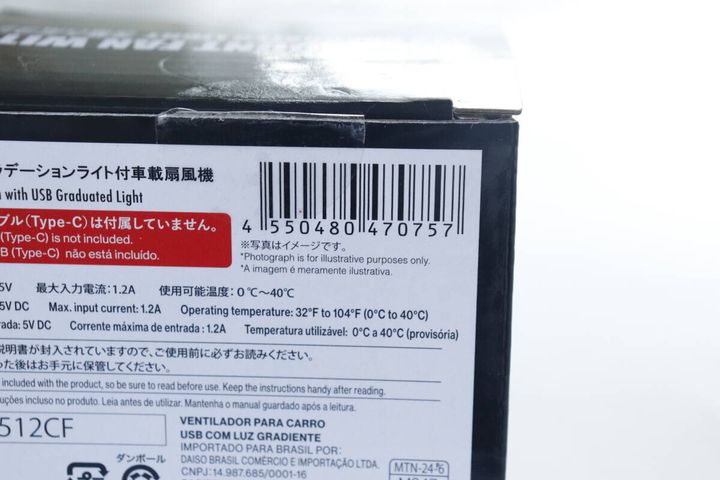 ラデーションライト付車載扇風機
with USB Graduated Light
ブル(Type-C)は付属していません。
(Type-C) is not included.
B (Type-C) não está incluído.
4 550480 470757
※写真はイメージです。
*Photograph is for illustrative purposes only.
*A imagem é meramente ilustrativa.
5V 最大入力電流:1.2A 使用可能温度:0℃~40℃
5V DC Max. input current: 1.2A Operating temperature: 32°F to 104°F (0°C to 40°C)
rada: 5V DC Corrente máxima de entrada : 1.2A Temperatura utilizável: 0°C a 40°C (provisória)
説明書が封入されていますので、ご使用前に必ずお読みください。
った後はお手元に保管してください。
included with the product, so be sure to read before use. Keep the instructions handy after reading.
uções incluso no produto. Leia antes de utilizar. Mantenha o manual guardado após a leitura.
512CF
VENTILADOR PARA CARRO
USB COM LUZ GRADIENTE
IMPORTADO PARA BRASIL POR:
DAISO BRASIL COMÉRCIO E IMPORTAÇÃO LTDA.
CNPJ: 14.987.685/0001-16
ダンボール
MTN-24-6